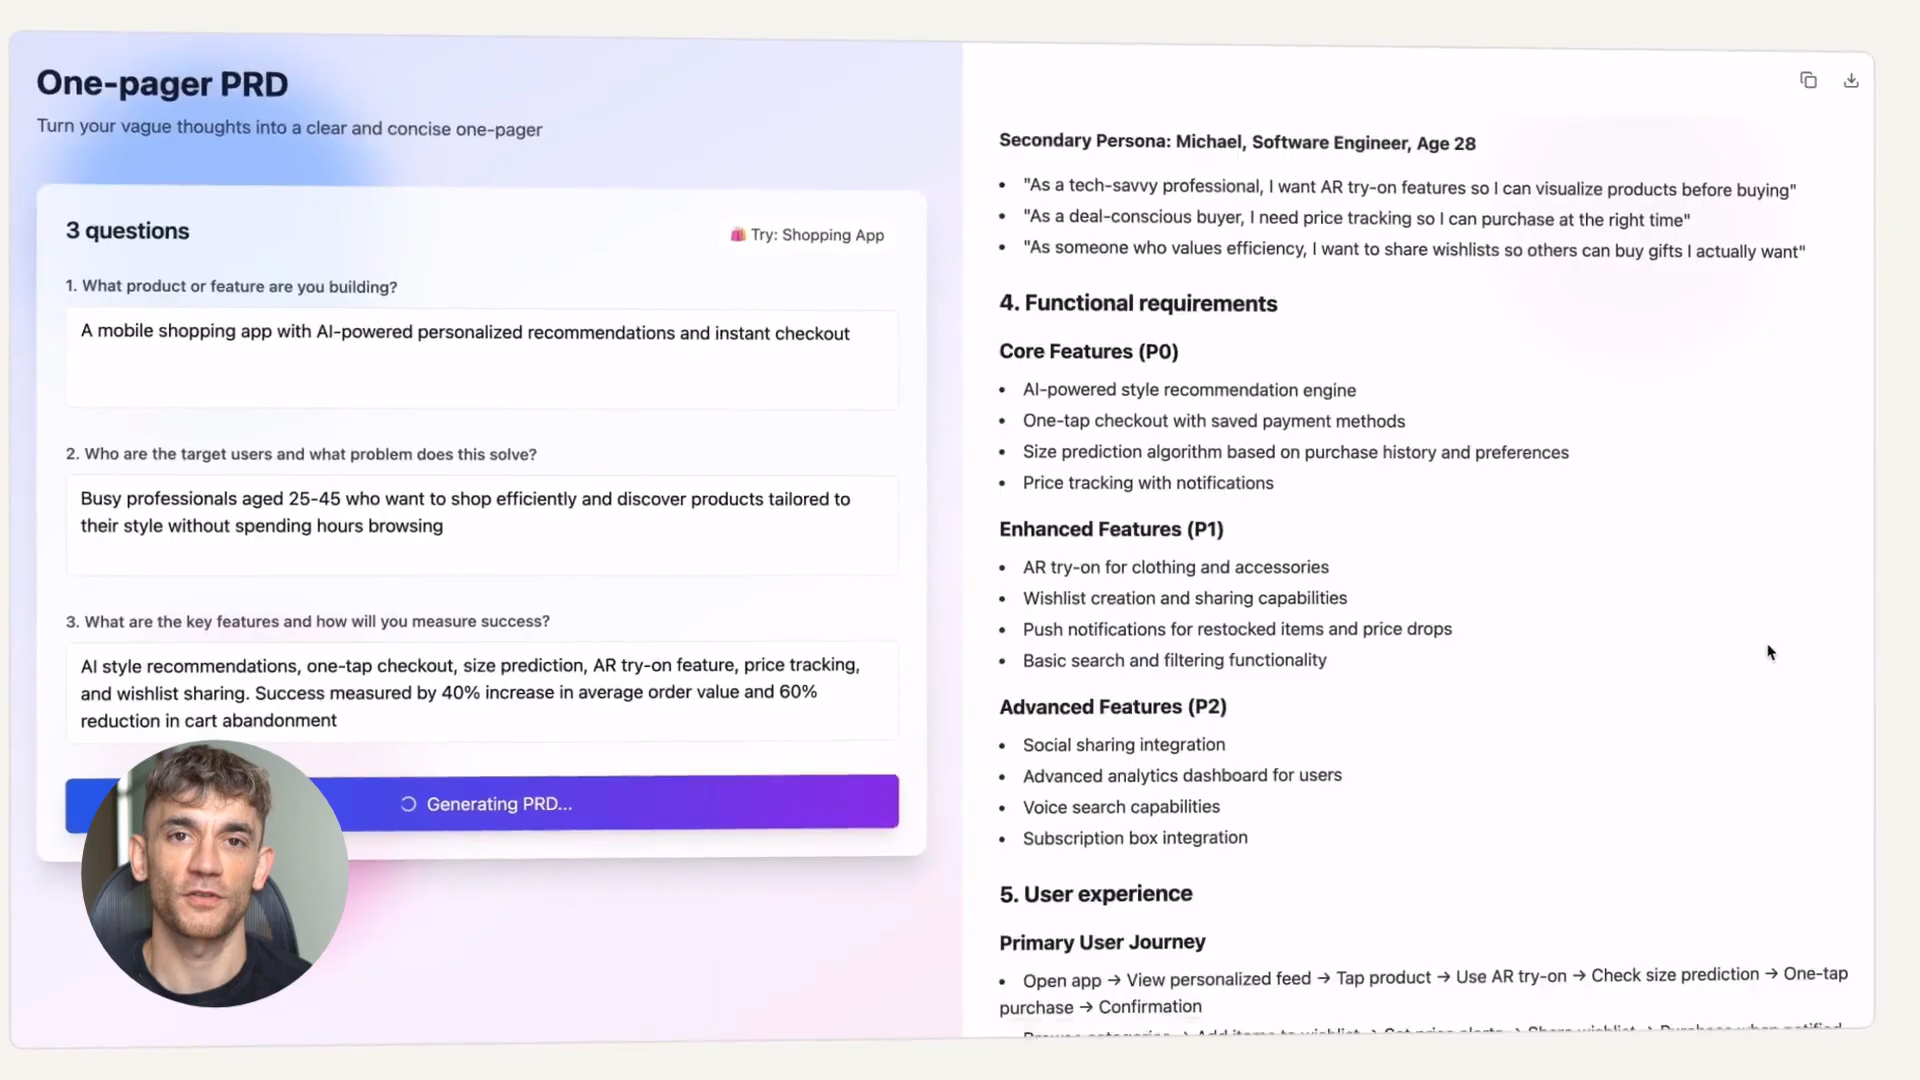 One-pager PRD
Turn your vague thoughts into a clear and concise one-pager
3 questions
Try: Shopping App
1. What product or feature are you building?
A mobile shopping app with AI-powered personalized recommendations and instant checkout
2. Who are the target users and what problem does this solve?
Busy professionals aged 25-45 who want to shop efficiently and discover products tailored to
their style without spending hours browsing
3. What are the key features and how will you measure success?
AI style recommendations, one-tap checkout, size prediction, AR try-on feature, price tracking,
and wishlist sharing. Success measured by 40% increase in average order value and 60%
reduction in cart abandonment
Generating PRD...
Secondary Persona: Michael, Software Engineer, Age 28
• "As a tech-savvy professional, I want AR try-on features so I can visualize products before buying"
• "As a deal-conscious buyer, I need price tracking so I can purchase at the right time"
• "As someone who values efficiency, I want to share wishlists so others can buy gifts I actually want"
4. Functional requirements
Core Features (P0)
• AI-powered style recommendation engine
• One-tap checkout with saved payment methods
• Size prediction algorithm based on purchase history and preferences
• Price tracking with notifications
Enhanced Features (P1)
• AR try-on for clothing and accessories
• Wishlist creation and sharing capabilities
• Push notifications for restocked items and price drops
• Basic search and filtering functionality
Advanced Features (P2)
• Social sharing integration
• Advanced analytics dashboard for users
• Voice search capabilities
• Subscription box integration
5. User experience
Primary User Journey
• Open app → View personalized feed → Tap product → Use AR try-on → Check size prediction → One-tap
purchase → Confirmation
Browse categories → Add items to wishlist → Get price alerts → Share wishlist → Purchase when notified